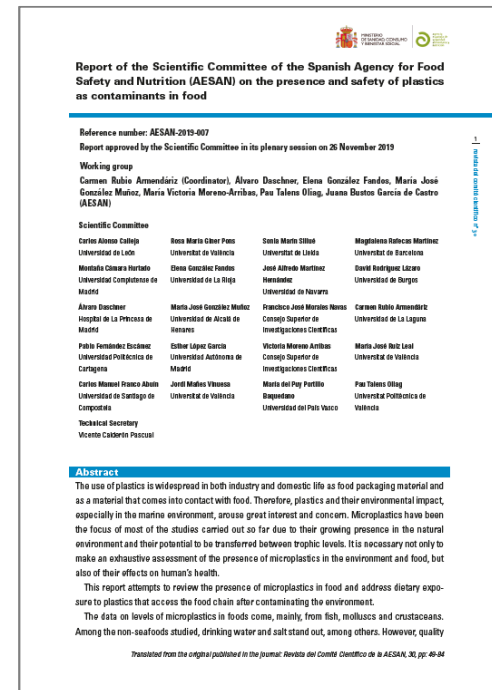 MINISTERIO
DE SANIDAD, CONSUMO
Y BIENESTAR SOCIAL
Report of the Scientific Committee of the Spanish Agency for Food
Safety and Nutrition (AESAN) on the presence and safety of plastics
as contaminants in food
Reference number: AESAN-2019-007
Report approved by the Scientific Committee in its plenary session on 26 November 2019
Working group
Carmen Rubio Armendáriz (Coordinator), Álvaro Daschner, Elena González Fandos, María José
González Muñoz, María Victoria Moreno-Arribas, Pau Talens Oliag, Juana Bustos García de Castro
(AESAN)
1
revista del comité científico nº 30
Scientific Committee
Carlos Alonso Calleja
Universidad de León
Rosa María Giner Pons
Universitat de València
Sonia Marín Sillué
Universitat de Lleida
Magdalena Rafecas Martínez
Universitat de Barcelona
Montaña Cámara Hurtado
Universidad Complutense de
Madrid
Elena González Fandos
Universidad de La Rioja
José Alfredo Martínez
Hernández
Universidad de Navarra
David Rodríguez Lázaro
Universidad de Burgos
Álvaro Daschner
Hospital de La Princesa de
Madrid
María José González Muñoz
Universidad de Alcalá de
Henares
Francisco José Morales Navas
Consejo Superior de
Investigaciones Científicas
Carmen Rubio Armendáriz
Universidad de La Laguna
Pablo Fernández Escámez
Universidad Politécnica de
Cartagena
Esther López García
Universidad Autónoma de
Madrid
Victoria Moreno Arribas
Consejo Superior de
Investigaciones Científicas
María José Ruiz Leal
Universitat de València
Carlos Manuel Franco Abuín
Universidad de Santiago de
Compostela
Jordi Mañes Vinuesa
Universitat de València
María del Puy Portillo
Baquedano
Universidad del País Vasco
Pau Talens Oliag
Universitat Politècnica de
València
Technical Secretary
Vicente Calderón Pascual
Abstract
The use of plastics is widespread in both industry and domestic life as food packaging material and
as a material that comes into contact with food. Therefore, plastics and their environmental impact,
especially in the marine environment, arouse great interest and concern. Microplastics have been
the focus of most of the studies carried out so far due to their growing presence in the natural
environment and their potential to be transferred between trophic levels. It is necessary not only to
make an exhaustive assessment of the presence of microplastics in the environment and food, but
also of their effects on human's health.
This report attempts to review the presence of microplastics in food and address dietary expo-
sure to plastics that access the food chain after contaminating the environment.
The data on levels of microplastics in foods come, mainly, from fish, molluscs and crustaceans.
Among the non-seafoods studied, drinking water and salt stand out, among others. However, quality
Translated from the original published in the journal: Revista del Comité Científico de la AESAN, 30, pp: 49-84